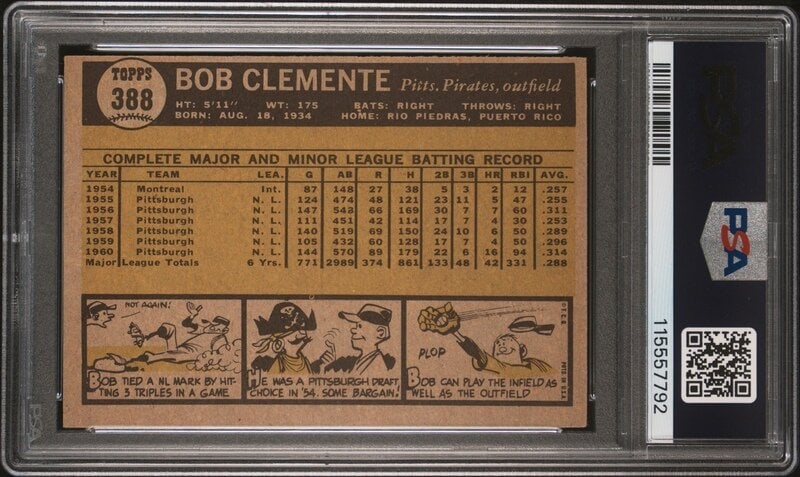 TOPPS
388
BOB CLEMENTE Pitts. Pirates, outfield
HT: 5'11" WT: 175 BATS: RIGHT THROWS: RIGHT
BORN: AUG. 18, 1934 HOME: RIO PIEDRAS, PUERTO RICO
COMPLETE MAJOR AND MINOR LEAGUE BATTING RECORD
YEAR TEAM LEA. G AB R H 2B 3B HR RBI AVG.
1954 Montreal Int. 87 148 27 38 5 3 2 12 .257
1955 Pittsburgh N. L. 124 474 48 121 23 11 5 47 .255
1956 Pittsburgh N. L. 147 543 66 169 30 7 7 60 .311
1957 Pittsburgh N. L. 111 451 42 114 17 7 4 30 .253
1958 Pittsburgh N. L. 140 519 69 150 24 10 6 50 .289
1959 Pittsburgh N. L. 105 432 60 128 17 7 4 50 .296
1960 Pittsburgh N. L. 144 570 89 179 22 6 16 94 .314
Major League Totals 6 Yrs. 771 2989 374 861 133 48 42 331 .288
NOT AGAIN!
BOB TIED A NL MARK BY HIT-
TING 3 TRIPLES IN A GAME
HE WAS A PITTSBURGH DRAFT
CHOICE IN '54. SOME BARGAIN!
PLOP
BOB CAN PLAY THE INFIELD AS
WELL AS THE OUTFIELD
© T.C.G.
PRTD. IN U.S.A.
PSA
115557792
PSA